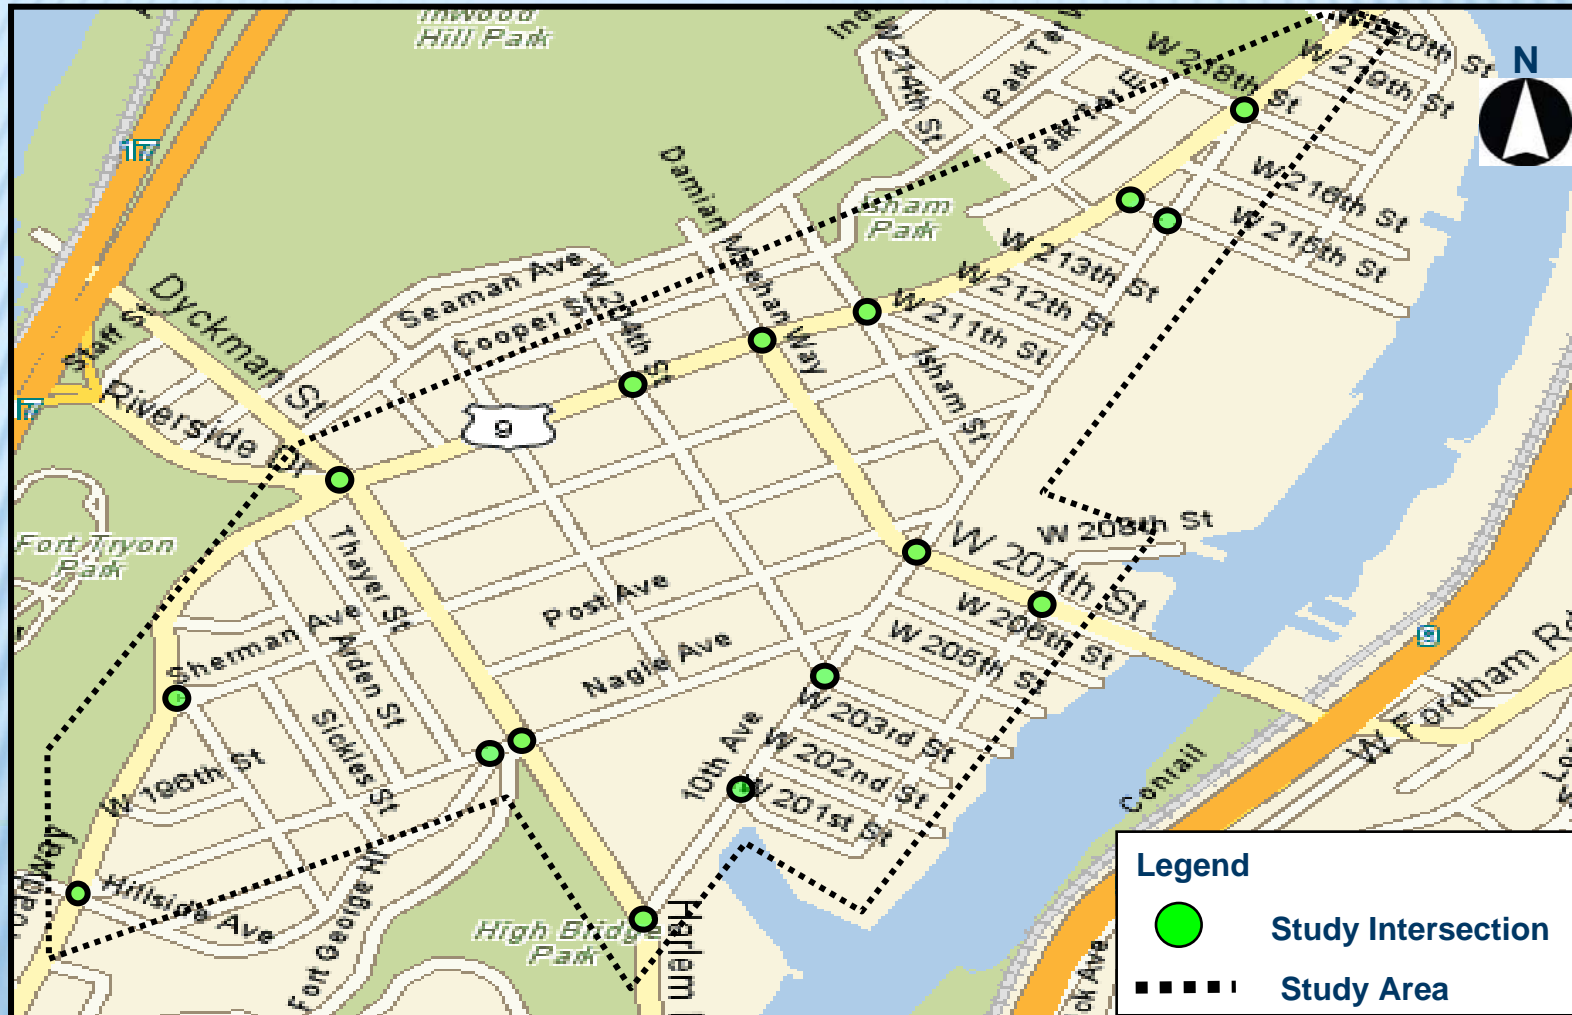 Inwood
Hill Park
W 218th St
W 220th St
W 219th St
N
W 214th St
Park Ter E
17
W 216th St
W 215th St
Isham
Park
Damian Meehan Way
W 213th St
W 212th St
W 211th St
Seaman Ave
Cooper St
W 204th St
Dyckman St
Staff St
Riverside Dr
9
Isham St
Fort Tryon
Park
Thayer St
W 208th St
W 207th St
W 206th St
W 205th St
Post Ave
Nagle Ave
Sherman Ave
Arden St
Sickles St
W 196th St
W 203rd St
W 202nd St
W 201st St
10th Ave
9
W Fordham Rd
Conrail
Hillside Ave
Fort George Hl
High Bridge
Park
Harlem
Legend
Study Intersection
Study Area